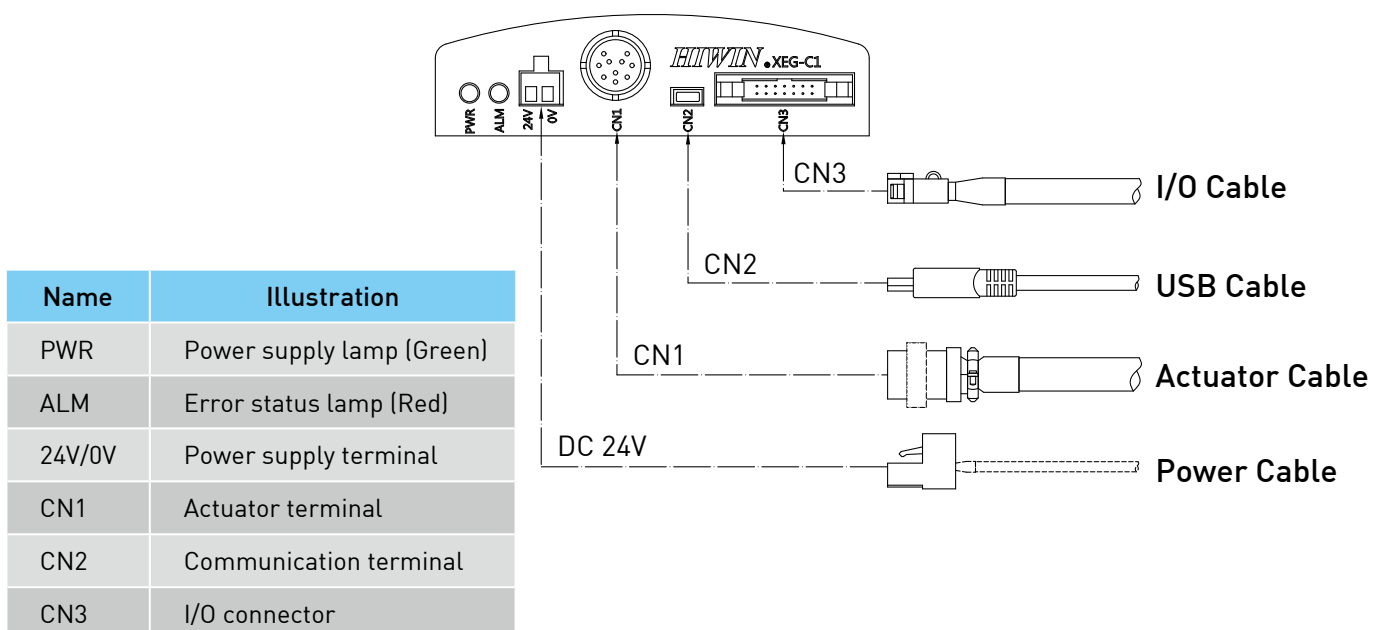 HIWIN®XEG-C1
PWR
ALM
24V
0V
CN1
CN2
CN3
CN3
I/O Cable
CN2
USB Cable
CN1
Actuator Cable
DC 24V
Power Cable
Name Illustration
PWR Power supply lamp (Green)
ALM Error status lamp (Red)
24V/0V Power supply terminal
CN1 Actuator terminal
CN2 Communication terminal
CN3 I/O connector